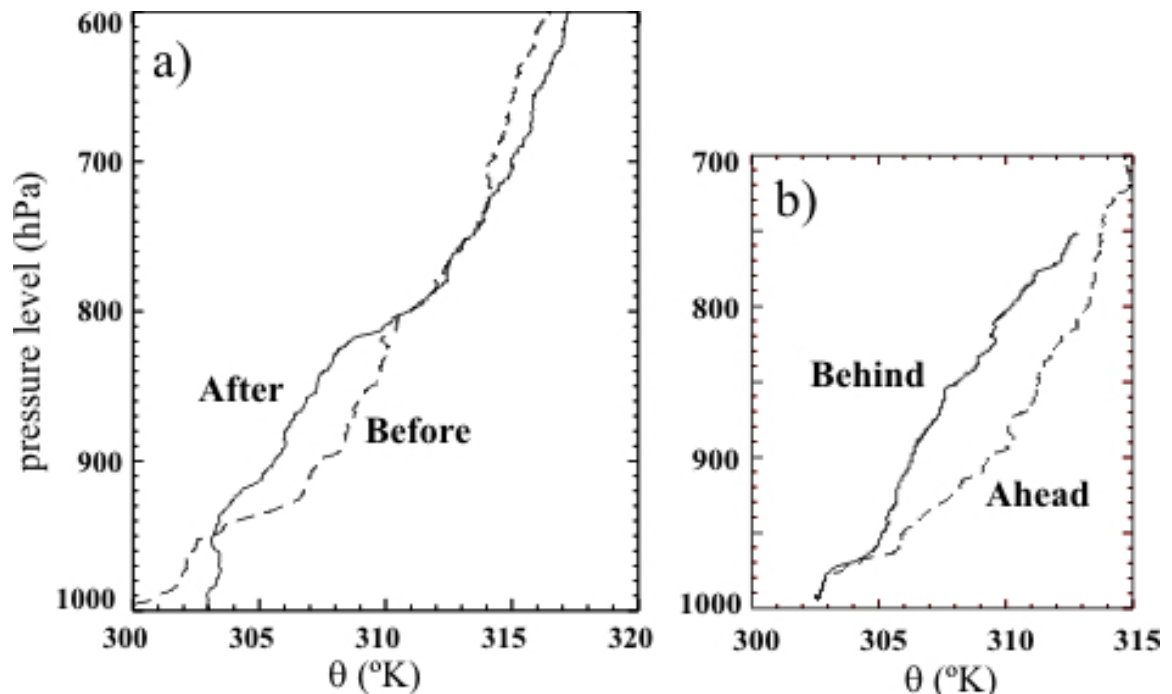 a)
pressure level (hPa)
600
700
800
900
1000
After
Before
300
305
310
315
320
θ (ºK)
b)
700
800
900
1000
Behind
Ahead
300
305
310
315
θ (ºK)